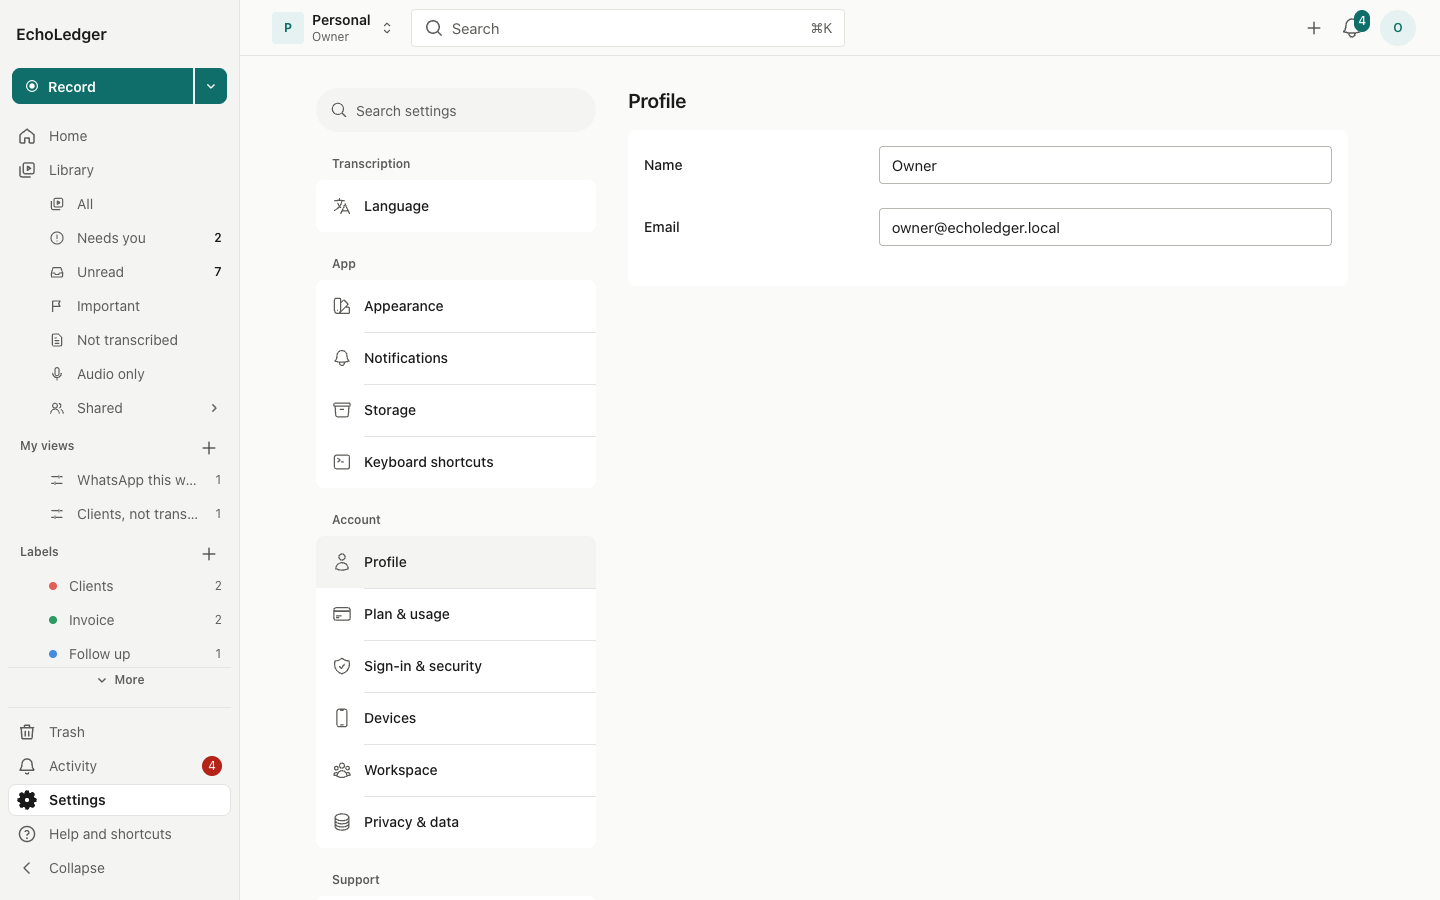 EchoLedger
Record
Home
Library
All
Needs you 2
Unread 7
Important
Not transcribed
Audio only
Shared
My views
WhatsApp this w... 1
Clients, not trans... 1
Labels
Clients 2
Invoice 2
Follow up 1
More
Trash
Activity 4
Settings
Help and shortcuts
Collapse
P Personal
Owner
Search ⌘K
4
O
Search settings
Transcription
Language
App
Appearance
Notifications
Storage
Keyboard shortcuts
Account
Profile
Plan & usage
Sign-in & security
Devices
Workspace
Privacy & data
Support
Profile
Name Owner
Email owner@echoledger.local